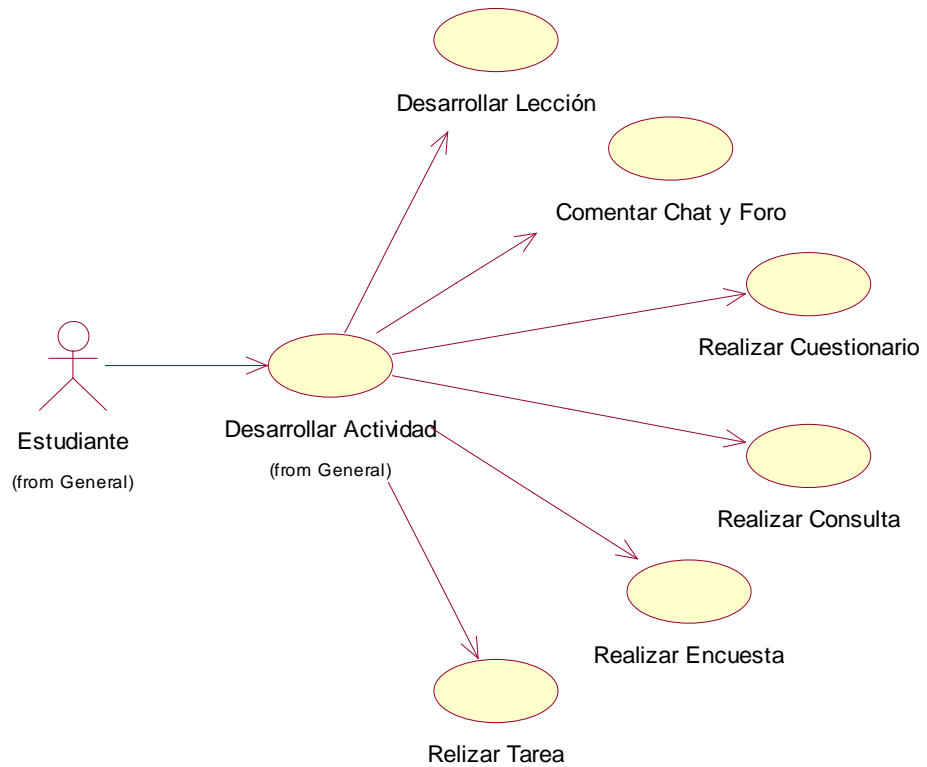 Desarrollar Lección
Comentar Chat y Foro
Realizar Cuestionario
Estudiante
(from General)
Desarrollar Actividad
(from General)
Realizar Consulta
Realizar Encuesta
Relizar Tarea